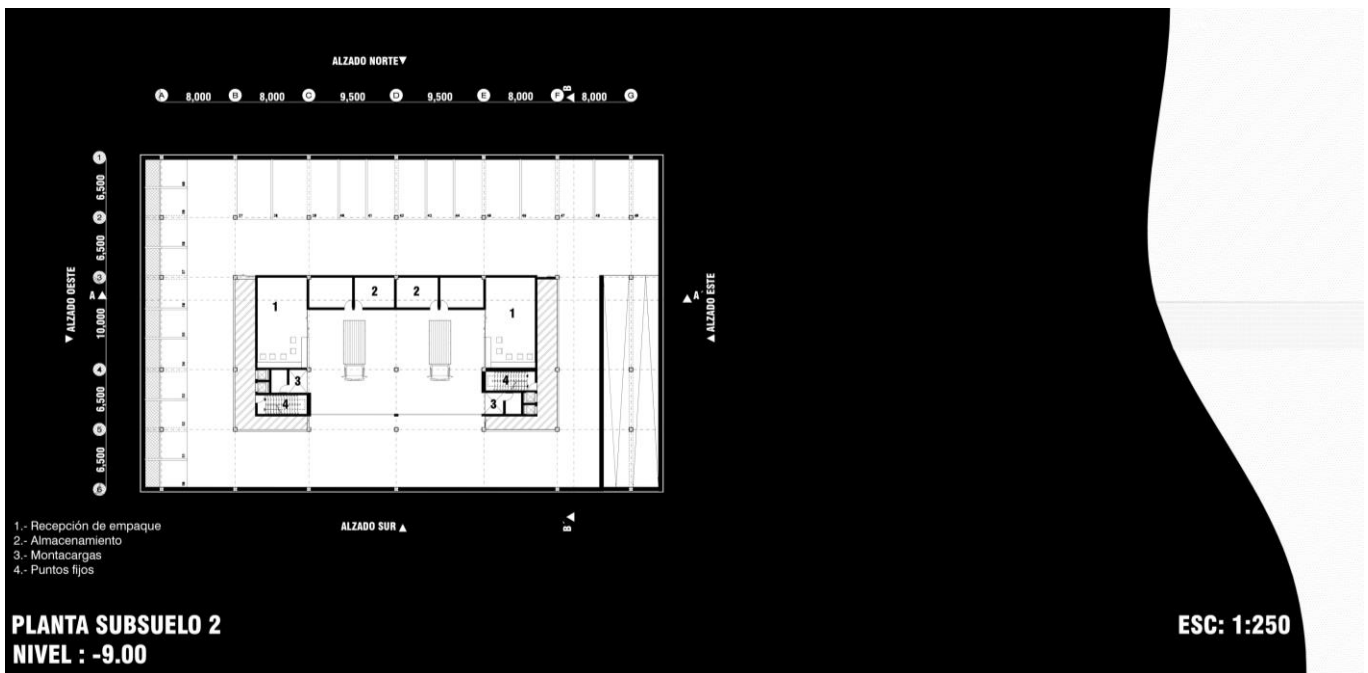 ALZADO NORTE
A 8,000 B 8,000 C 9,500 D 9,500 E 8,000 F 8,000 G
B
1
6,500
2
6,500
3
10,000
4
6,500
5
6,500
6
ALZADO OESTE
A
A´
ALZADO ESTE
1
2
2
1
3
4
4
3
ALZADO SUR
B´
1.- Recepción de empaque
2.- Almacenamiento
3.- Montacargas
4.- Puntos fijos
PLANTA SUBSUELO 2
NIVEL : -9.00
ESC: 1:250